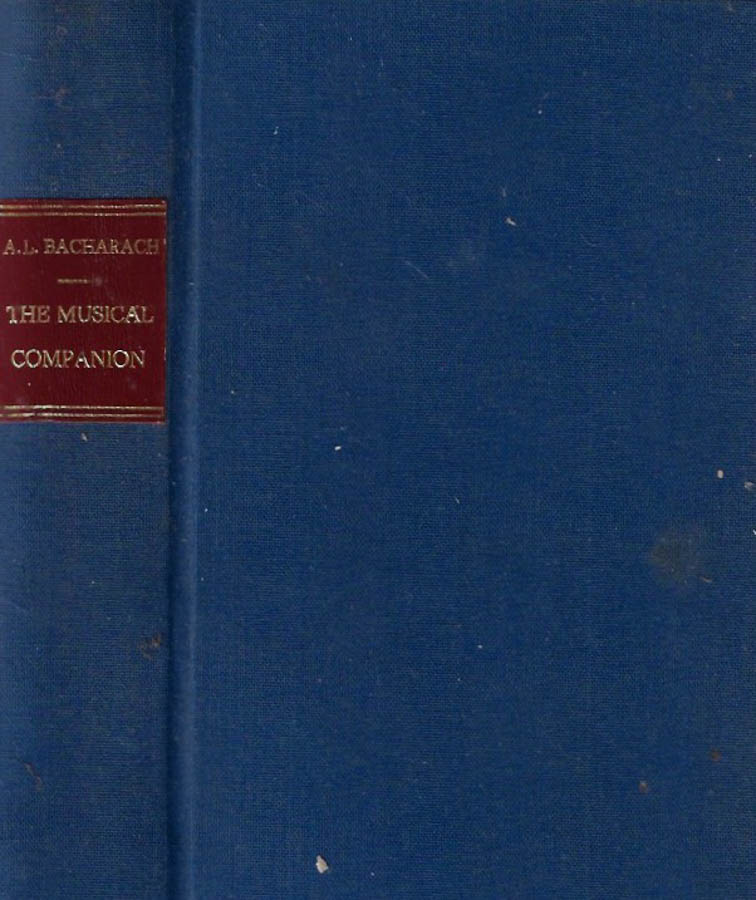 A.L. BACHARACH
THE MUSICAL
COMPANION